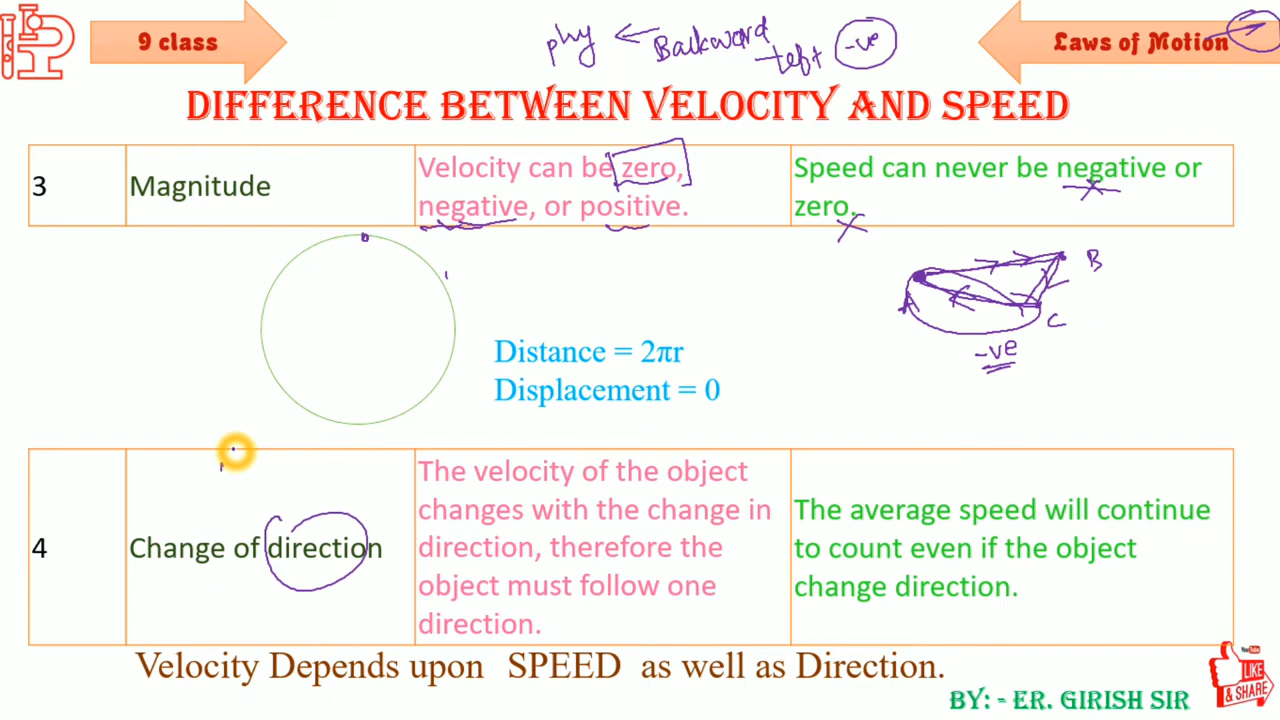 9 class
phy ← Backward
left -ve
Laws of Motion
DIFFERENCE BETWEEN VELOCITY AND SPEED
3
Magnitude
Velocity can be zero,
negative, or positive.
Speed can never be negative or
zero.
B
A
C
-ve
Distance = 2πr
Displacement = 0
4
Change of direction
The velocity of the object
changes with the change in
direction, therefore the
object must follow one
direction.
The average speed will continue
to count even if the object
change direction.
Velocity Depends upon SPEED as well as Direction.
BY: - ER. GIRISH SIR
YouTube
LIKE
& SHARE